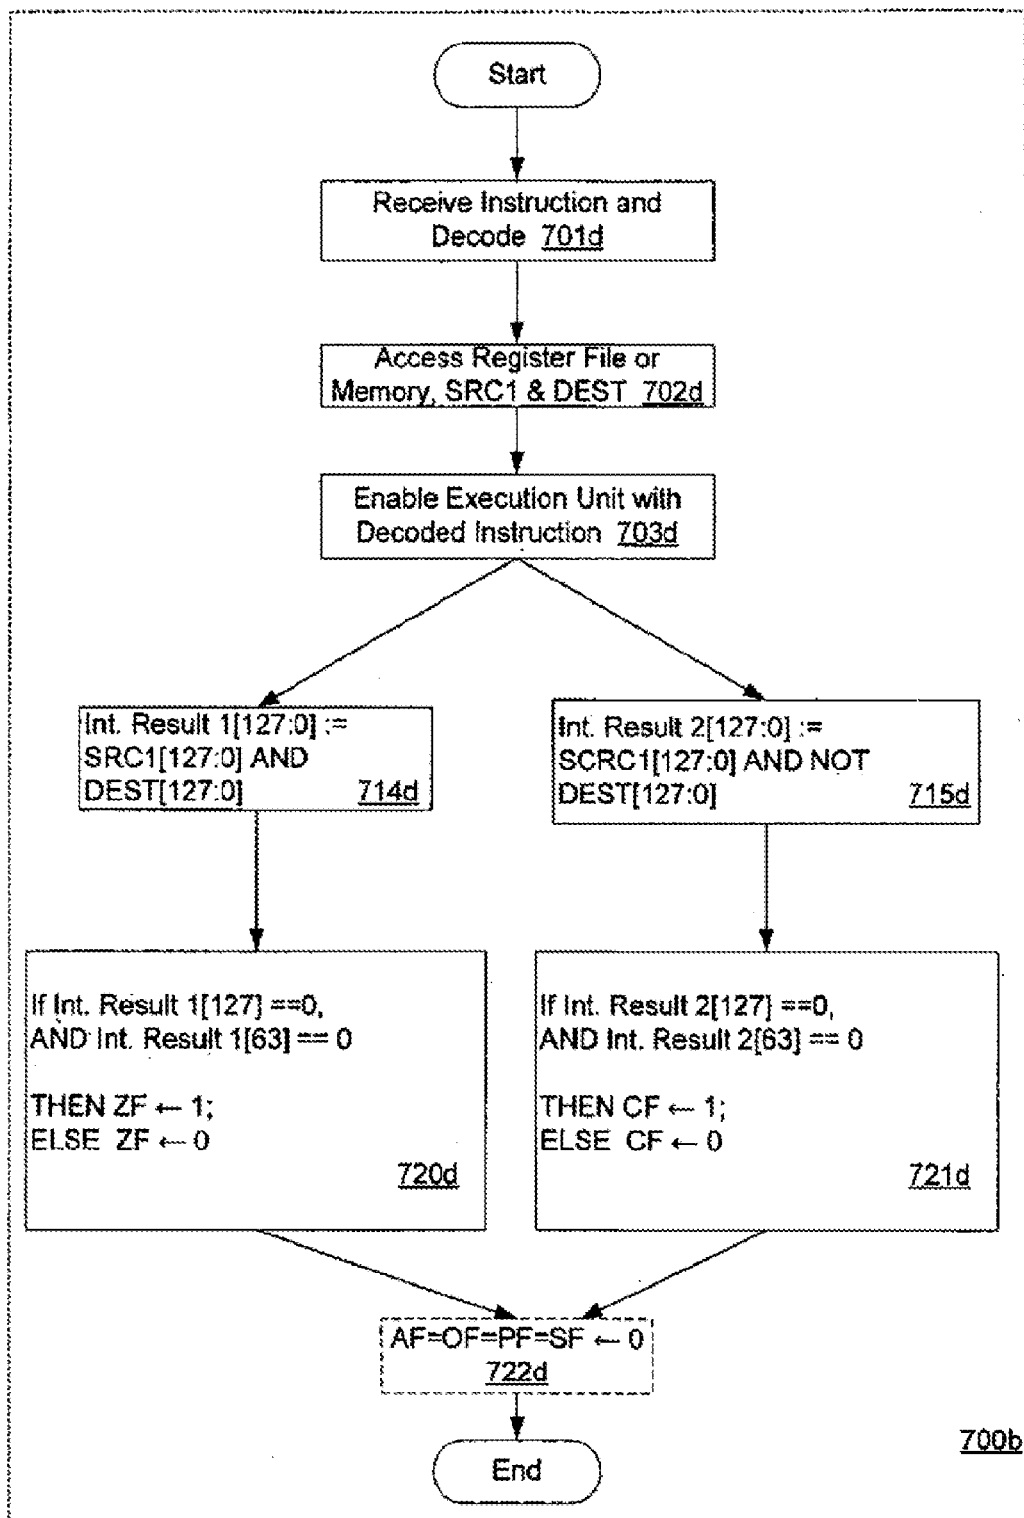 Start
Receive Instruction and
Decode 701d
Access Register File or
Memory, SRC1 & DEST 702d
Enable Execution Unit with
Decoded Instruction 703d
Int. Result 1[127:0] :=
SRC1[127:0] AND
DEST[127:0] 714d
Int. Result 2[127:0] :=
SCRC1[127:0] AND NOT
DEST[127:0] 715d
If Int. Result 1[127] ==0,
AND Int. Result 1[63] == 0
THEN ZF ← 1;
ELSE ZF ← 0
720d
If Int. Result 2[127] ==0,
AND Int. Result 2[63] == 0
THEN CF ← 1;
ELSE CF ← 0
721d
AF=OF=PF=SF ← 0
722d
End
700b